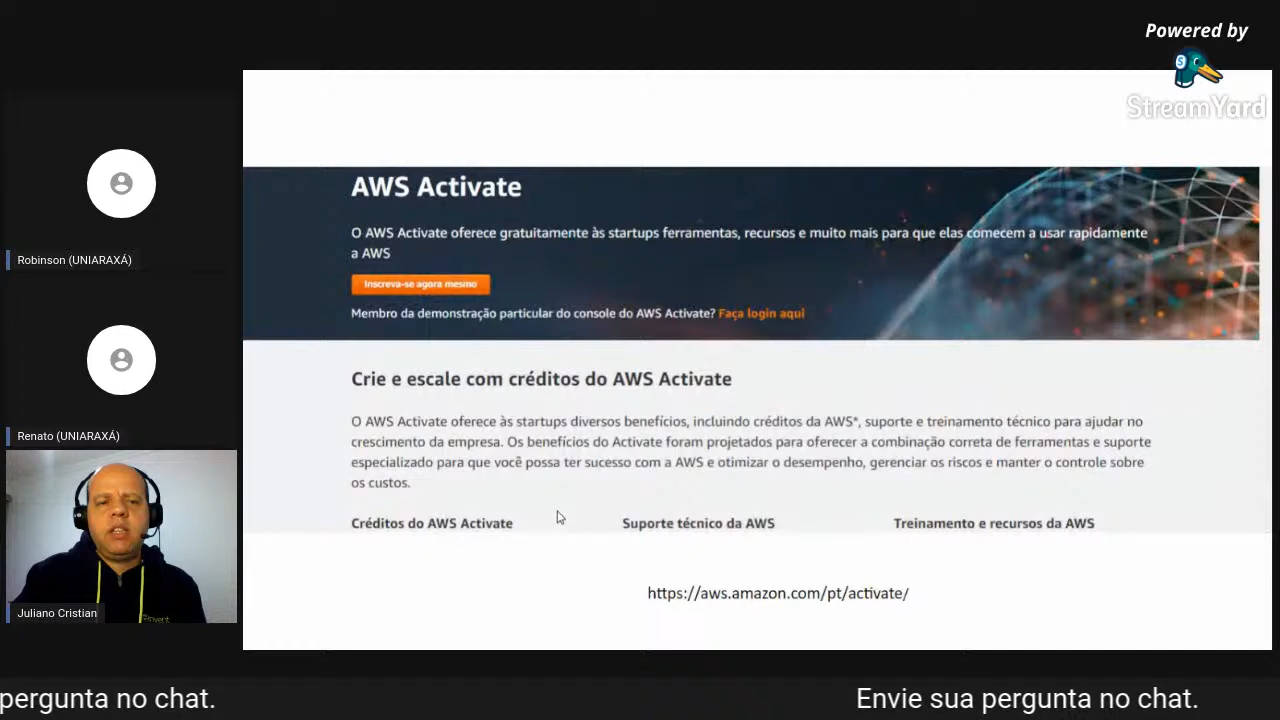 Powered by
StreamYard
Robinson (UNIARAXÁ)
Renato (UNIARAXÁ)
Juliano Cristian
AWS Activate
O AWS Activate oferece gratuitamente às startups ferramentas, recursos e muito mais para que elas comecem a usar rapidamente
a AWS
Inscreva-se agora mesmo
Membro da demonstração particular do console do AWS Activate? Faça login aqui
Crie e escale com créditos do AWS Activate
O AWS Activate oferece às startups diversos benefícios, incluindo créditos da AWS*, suporte e treinamento técnico para ajudar no
crescimento da empresa. Os benefícios do Activate foram projetados para oferecer a combinação correta de ferramentas e suporte
especializado para que você possa ter sucesso com a AWS e otimizar o desempenho, gerenciar os riscos e manter o controle sobre
os custos.
Créditos do AWS Activate
Suporte técnico da AWS
Treinamento e recursos da AWS
https://aws.amazon.com/pt/activate/
pergunta no chat.
Envie sua pergunta no chat.